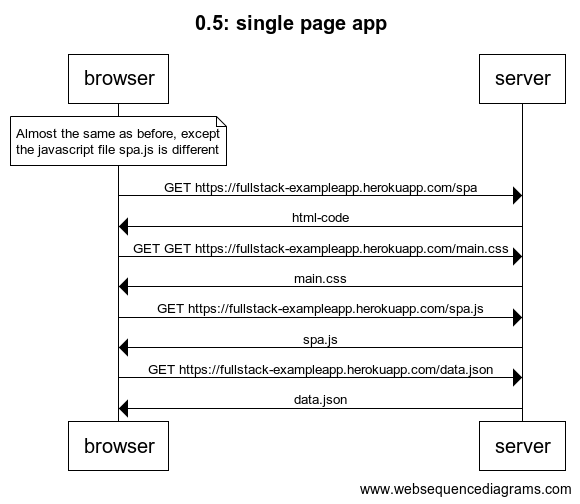 0.5: single page app
browser
server
Almost the same as before, except
the javascript file spa.js is different
GET https://fullstack-exampleapp.herokuapp.com/spa
html-code
GET GET https://fullstack-exampleapp.herokuapp.com/main.css
main.css
GET https://fullstack-exampleapp.herokuapp.com/spa.js
spa.js
GET https://fullstack-exampleapp.herokuapp.com/data.json
data.json
browser
server
www.websequencediagrams.com